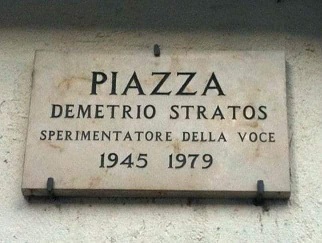 PIAZZA
DEMETRIO STRATOS
SPERIMENTATORE DELLA VOCE
1945 1979